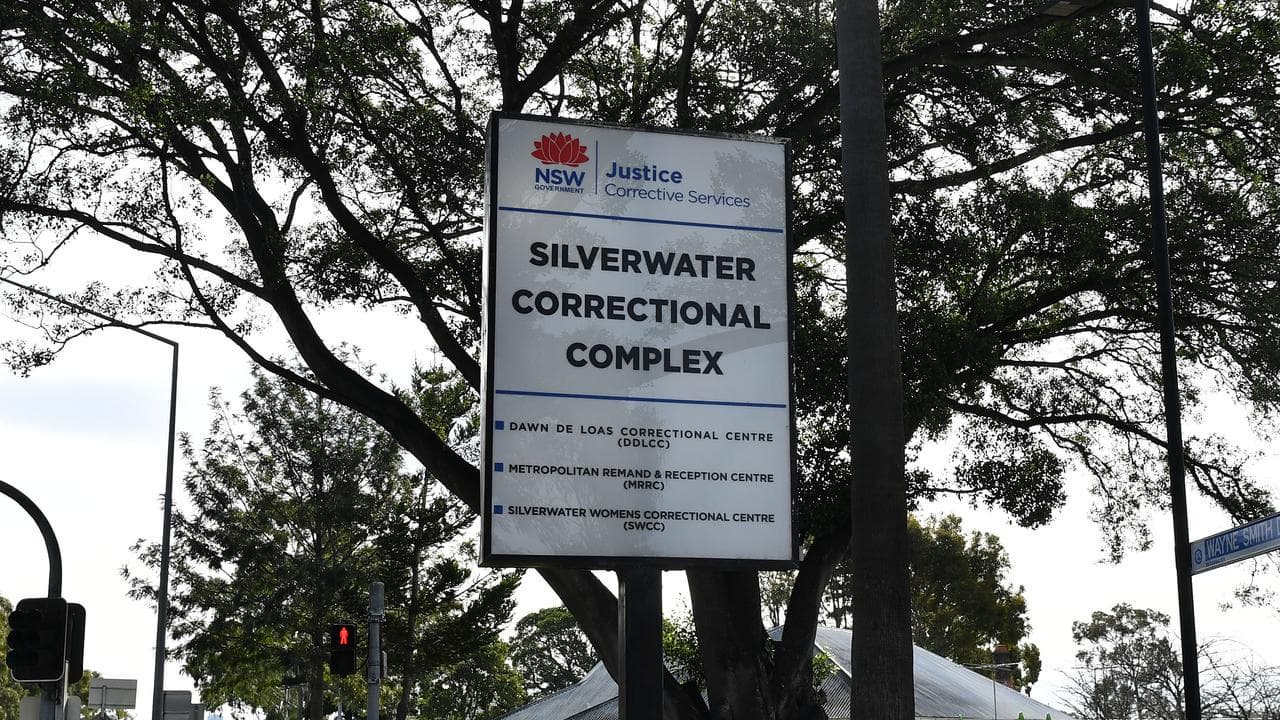 NSW
GOVERNMENT
Justice
Corrective Services
SILVERWATER
CORRECTIONAL
COMPLEX
DAWN DE LOAS CORRECTIONAL CENTRE
(DDLCC)
METROPOLITAN REMAND & RECEPTION CENTRE
(MRRC)
SILVERWATER WOMENS CORRECTIONAL CENTRE
(SWCC)
WAYNE SMITH